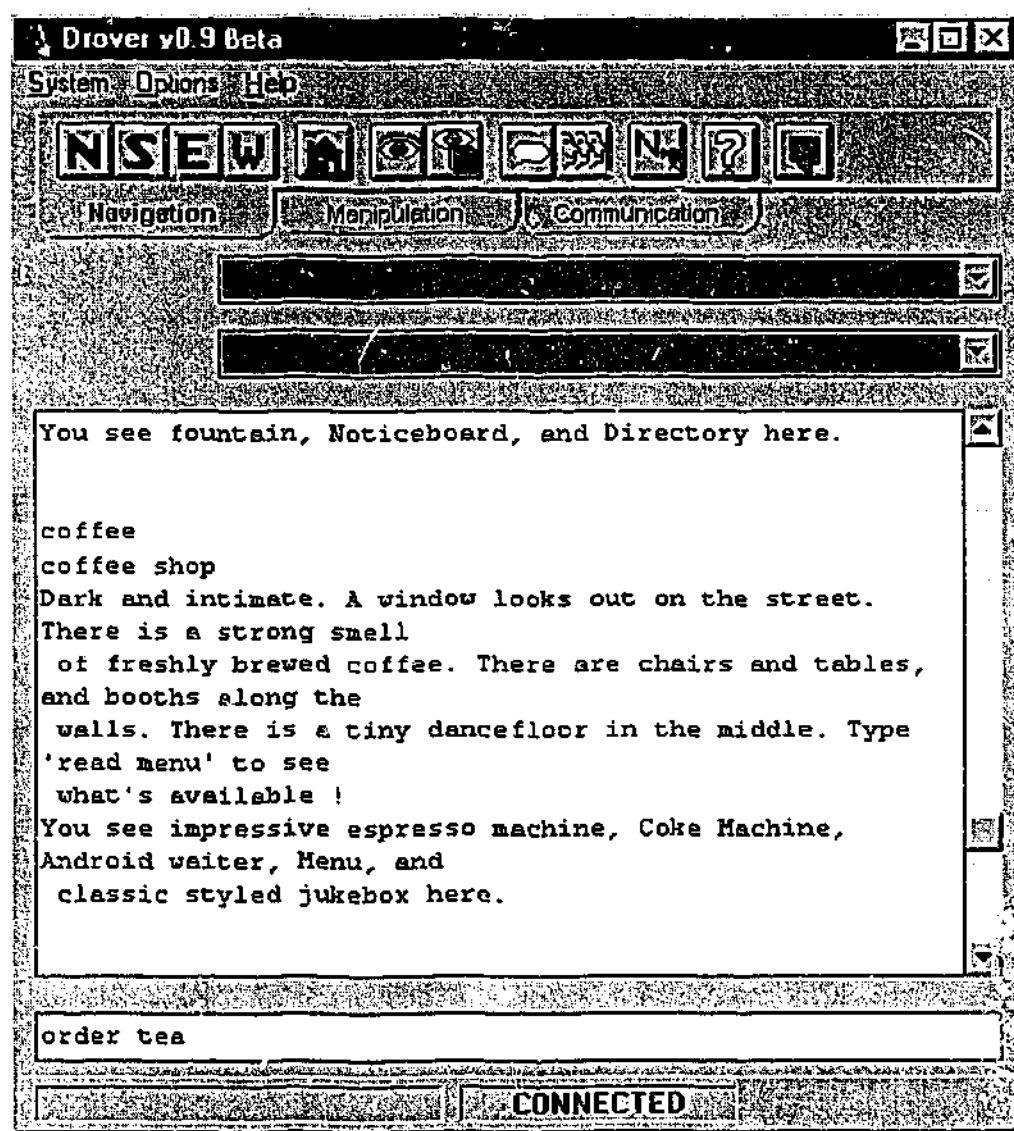 Drover v0.9 Beta
System Options Help
N S E W N ?
Navigation Manipulation Communication
You see fountain, Noticeboard, and Directory here.
coffee
coffee shop
Dark and intimate. A window looks out on the street.
There is a strong smell
of freshly brewed coffee. There are chairs and tables,
and booths along the
walls. There is a tiny dancefloor in the middle. Type
'read menu' to see
what's available !
You see impressive espresso machine, Coke Machine,
Android waiter, Menu, and
classic styled jukebox here.
order tea
CONNECTED